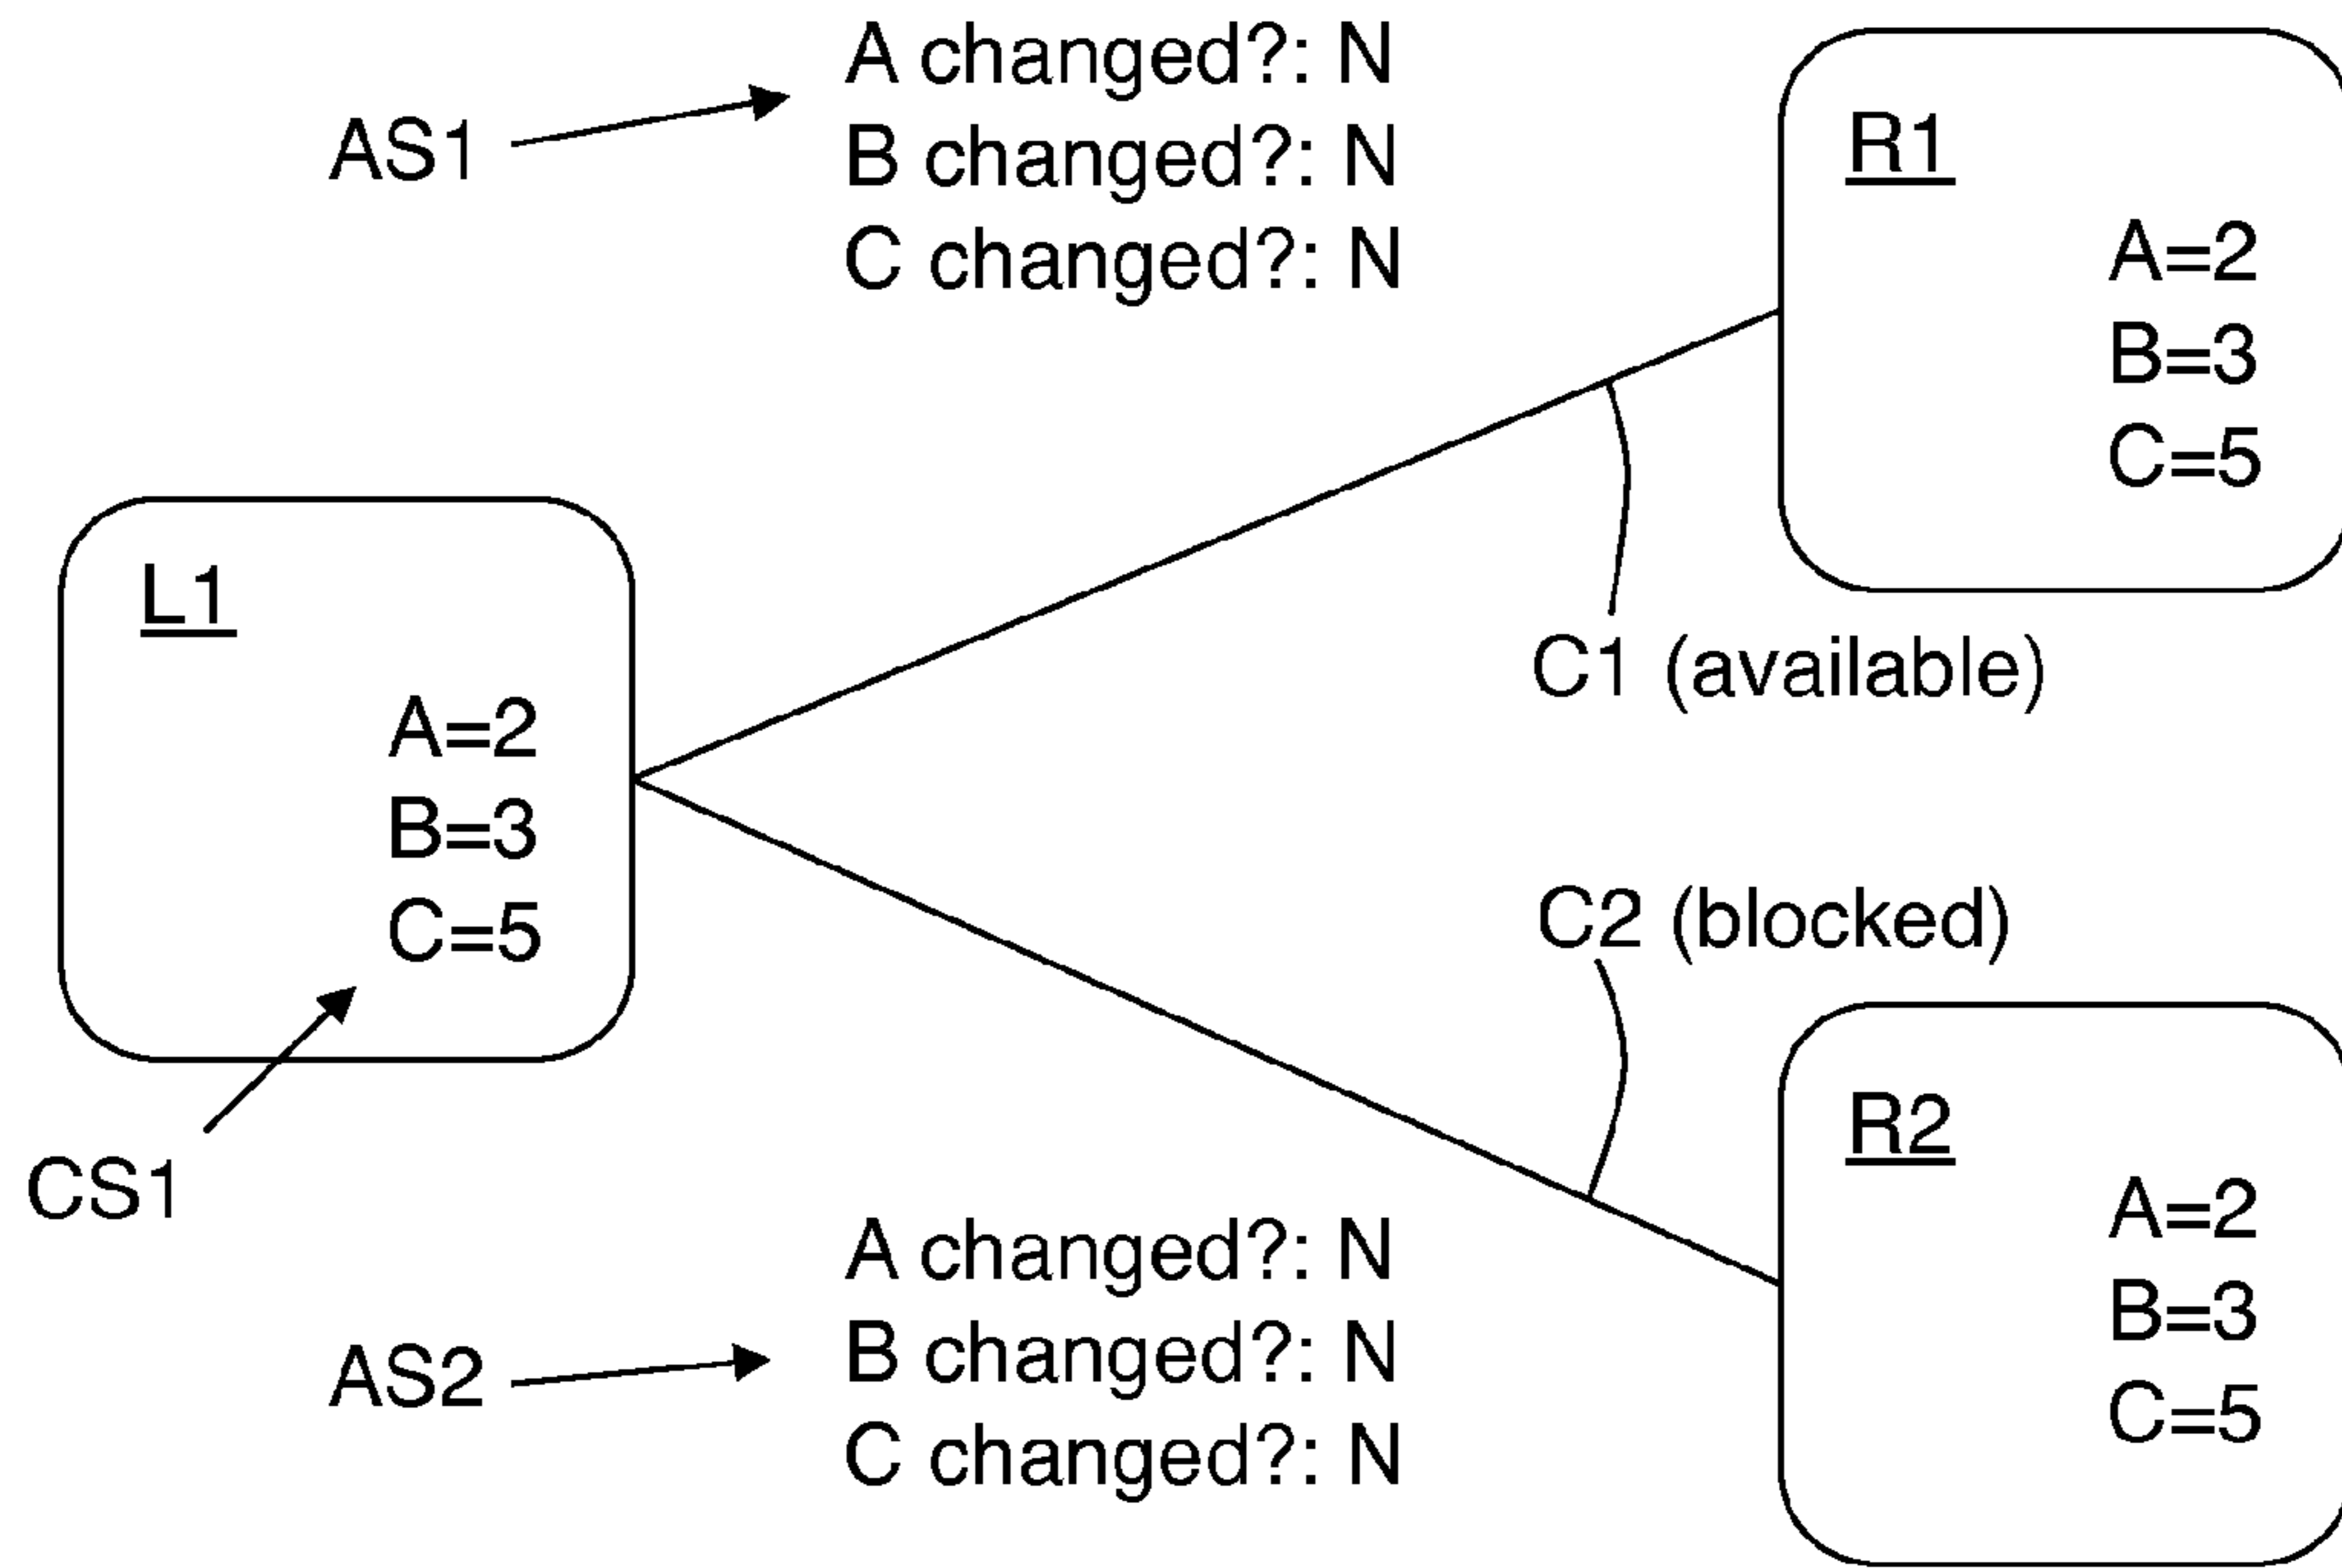 AS1
A changed?: N
B changed?: N
C changed?: N
R1
A=2
B=3
C=5
C1 (available)
L1
A=2
B=3
C=5
CS1
C2 (blocked)
R2
A=2
B=3
C=5
AS2
A changed?: N
B changed?: N
C changed?: N